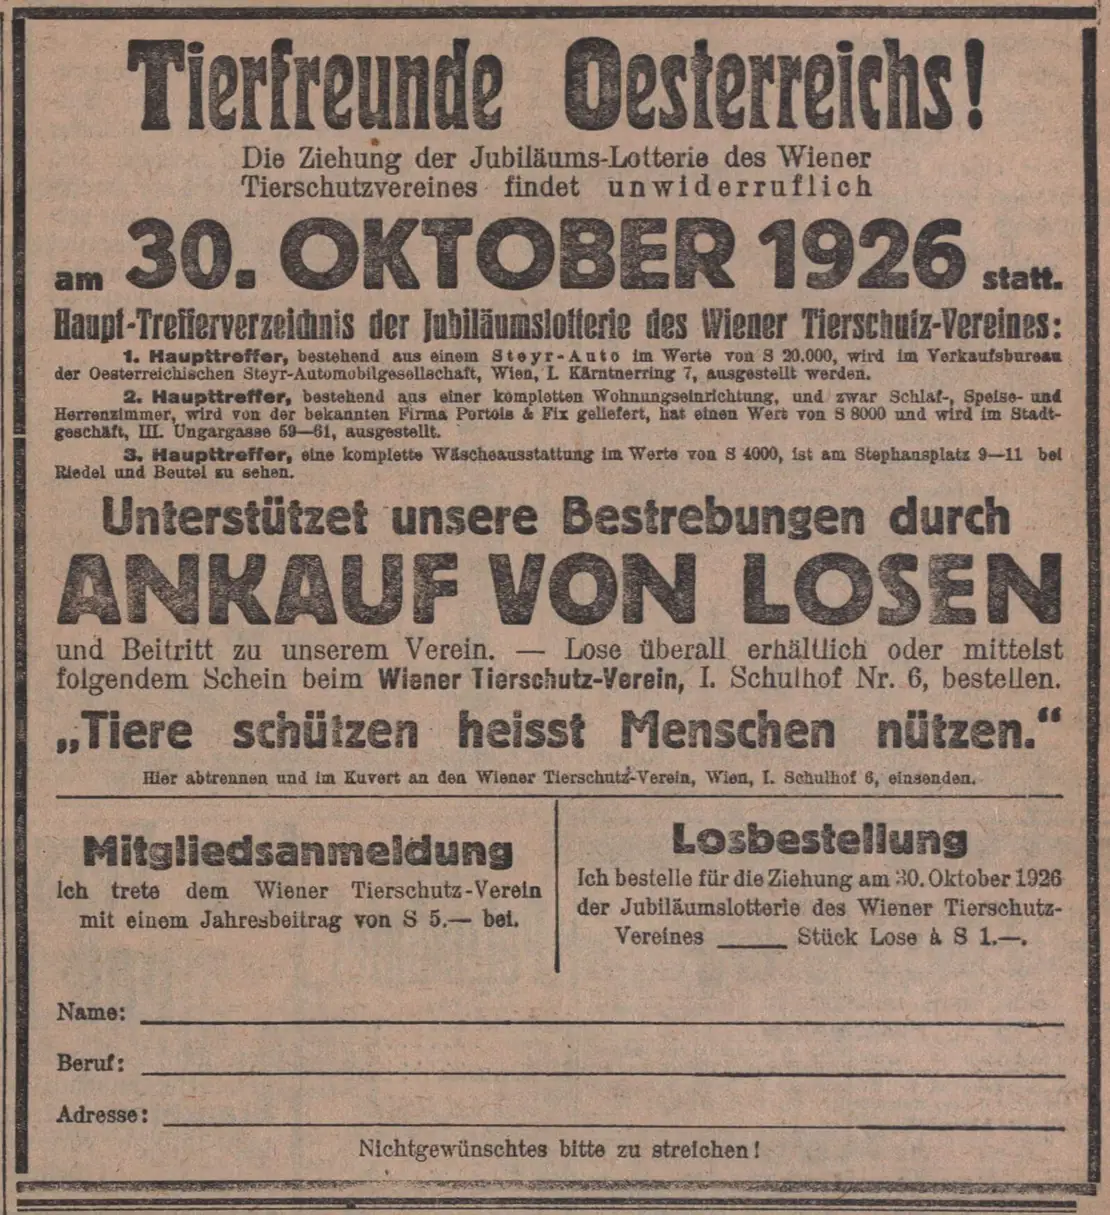 Tierfreunde Oesterreichs!
Die Ziehung der Jubiläums-Lotterie des Wiener
Tierschutzvereines findet unwiderruflich
am 30. OKTOBER 1926 statt.
Haupt-Trefferverzeichnis der Jubiläumslotterie des Wiener Tierschutz-Vereines:
1. Haupttreffer, bestehend aus einem Steyr-Auto im Werte von S 20.000, wird im Verkaufsbureau
der Oesterreichischen Steyr-Automobilgesellschaft, Wien, I. Kärntnerring 7, ausgestellt werden.
2. Haupttreffer, bestehend aus einer kompletten Wohnungseinrichtung, und zwar Schlaf-, Speise- und
Herrenzimmer, wird von der bekannten Firma Portois & Fix geliefert, hat einen Wert von S 8000 und wird im Stadt-
geschäft, III. Ungargasse 59—61, ausgestellt.
3. Haupttreffer, eine komplette Wäscheausstattung im Werte von S 4000, ist am Stephansplatz 9—11 bei
Riedel und Beutel zu sehen.
Unterstützet unsere Bestrebungen durch
ANKAUF VON LOSEN
und Beitritt zu unserem Verein. — Lose überall erhältlich oder mittelst
folgendem Schein beim Wiener Tierschutz-Verein, I. Schulhof Nr. 6, bestellen.
„Tiere schützen heisst Menschen nützen.“
Hier abtrennen und im Kuvert an den Wiener Tierschutz-Verein, Wien, I. Schulhof 6, einsenden.
Mitgliedsanmeldung
Ich trete dem Wiener Tierschutz-Verein
mit einem Jahresbeitrag von S 5.— bei.
Losbestellung
Ich bestelle für die Ziehung am 30. Oktober 1926
der Jubiläumslotterie des Wiener Tierschutz-
Vereines ______ Stück Lose à S 1.—.
Name:
Beruf:
Adresse:
Nichtgewünschtes bitte zu streichen!